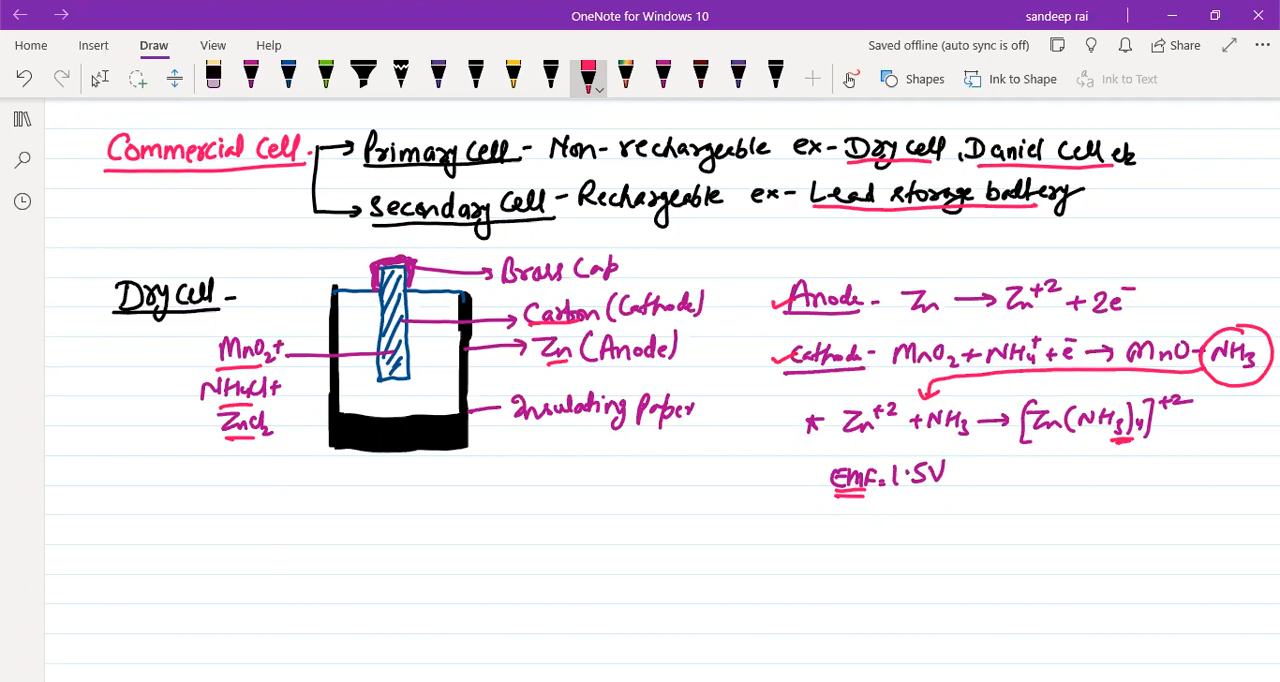 OneNote for Windows 10
sandeep rai
Home Insert Draw View Help
Saved offline (auto sync is off)
Share
Shapes
Ink to Shape
Ink to Text
Commercial Cell. → Primary cell - Non-rechargeable ex- Dry cell, Daniel cell etc
→ Secondary cell - Rechargeable ex- Lead storage battery
Dry cell -
Brass Cap
Carbon (Cathode)
Zn (Anode)
Insulating Paper
MnO₂+
NH₄Cl+
ZnCl₂
Anode - Zn → Zn⁺² + 2e⁻
Cathode - MnO₂ + NH₄⁺ + e⁻ → MnO + NH₃
* Zn⁺² + NH₃ → [Zn(NH₃)₄]⁺²
EMF = 1.5V